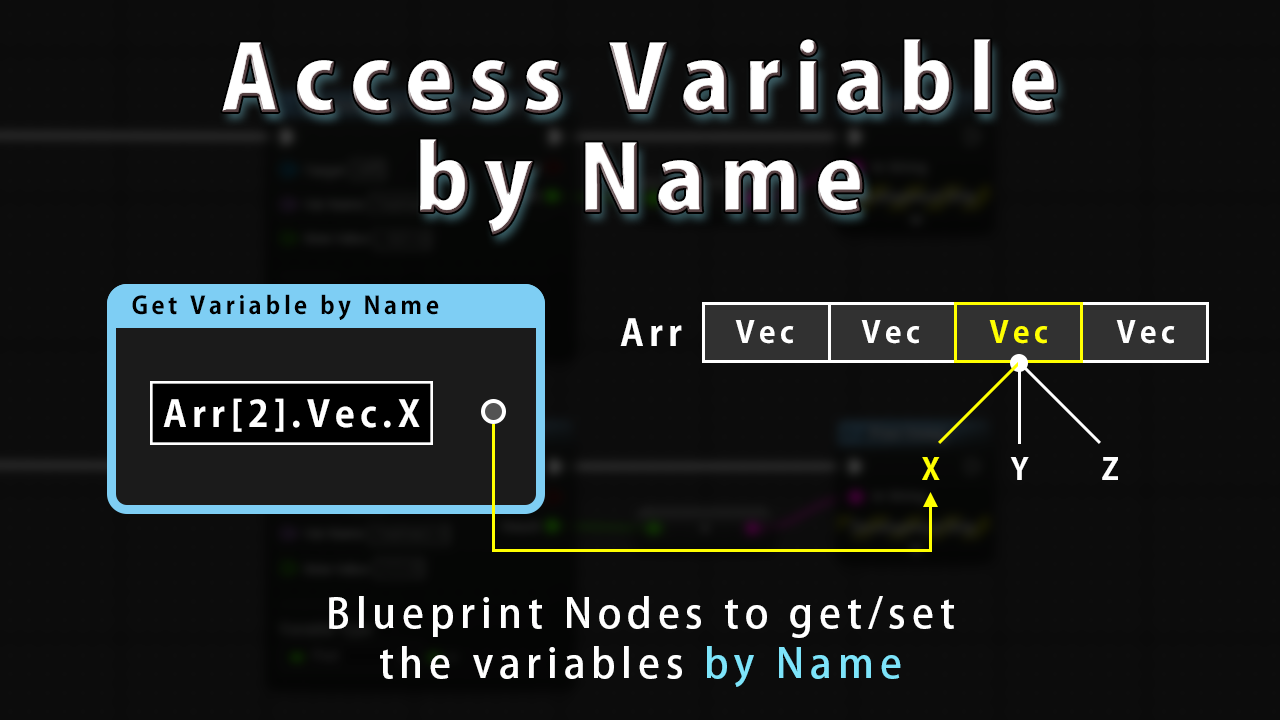 Access Variable
by Name
Get Variable by Name
Arr[2].Vec.X
Arr Vec Vec Vec Vec
X Y Z
Blueprint Nodes to get/set
the variables by Name